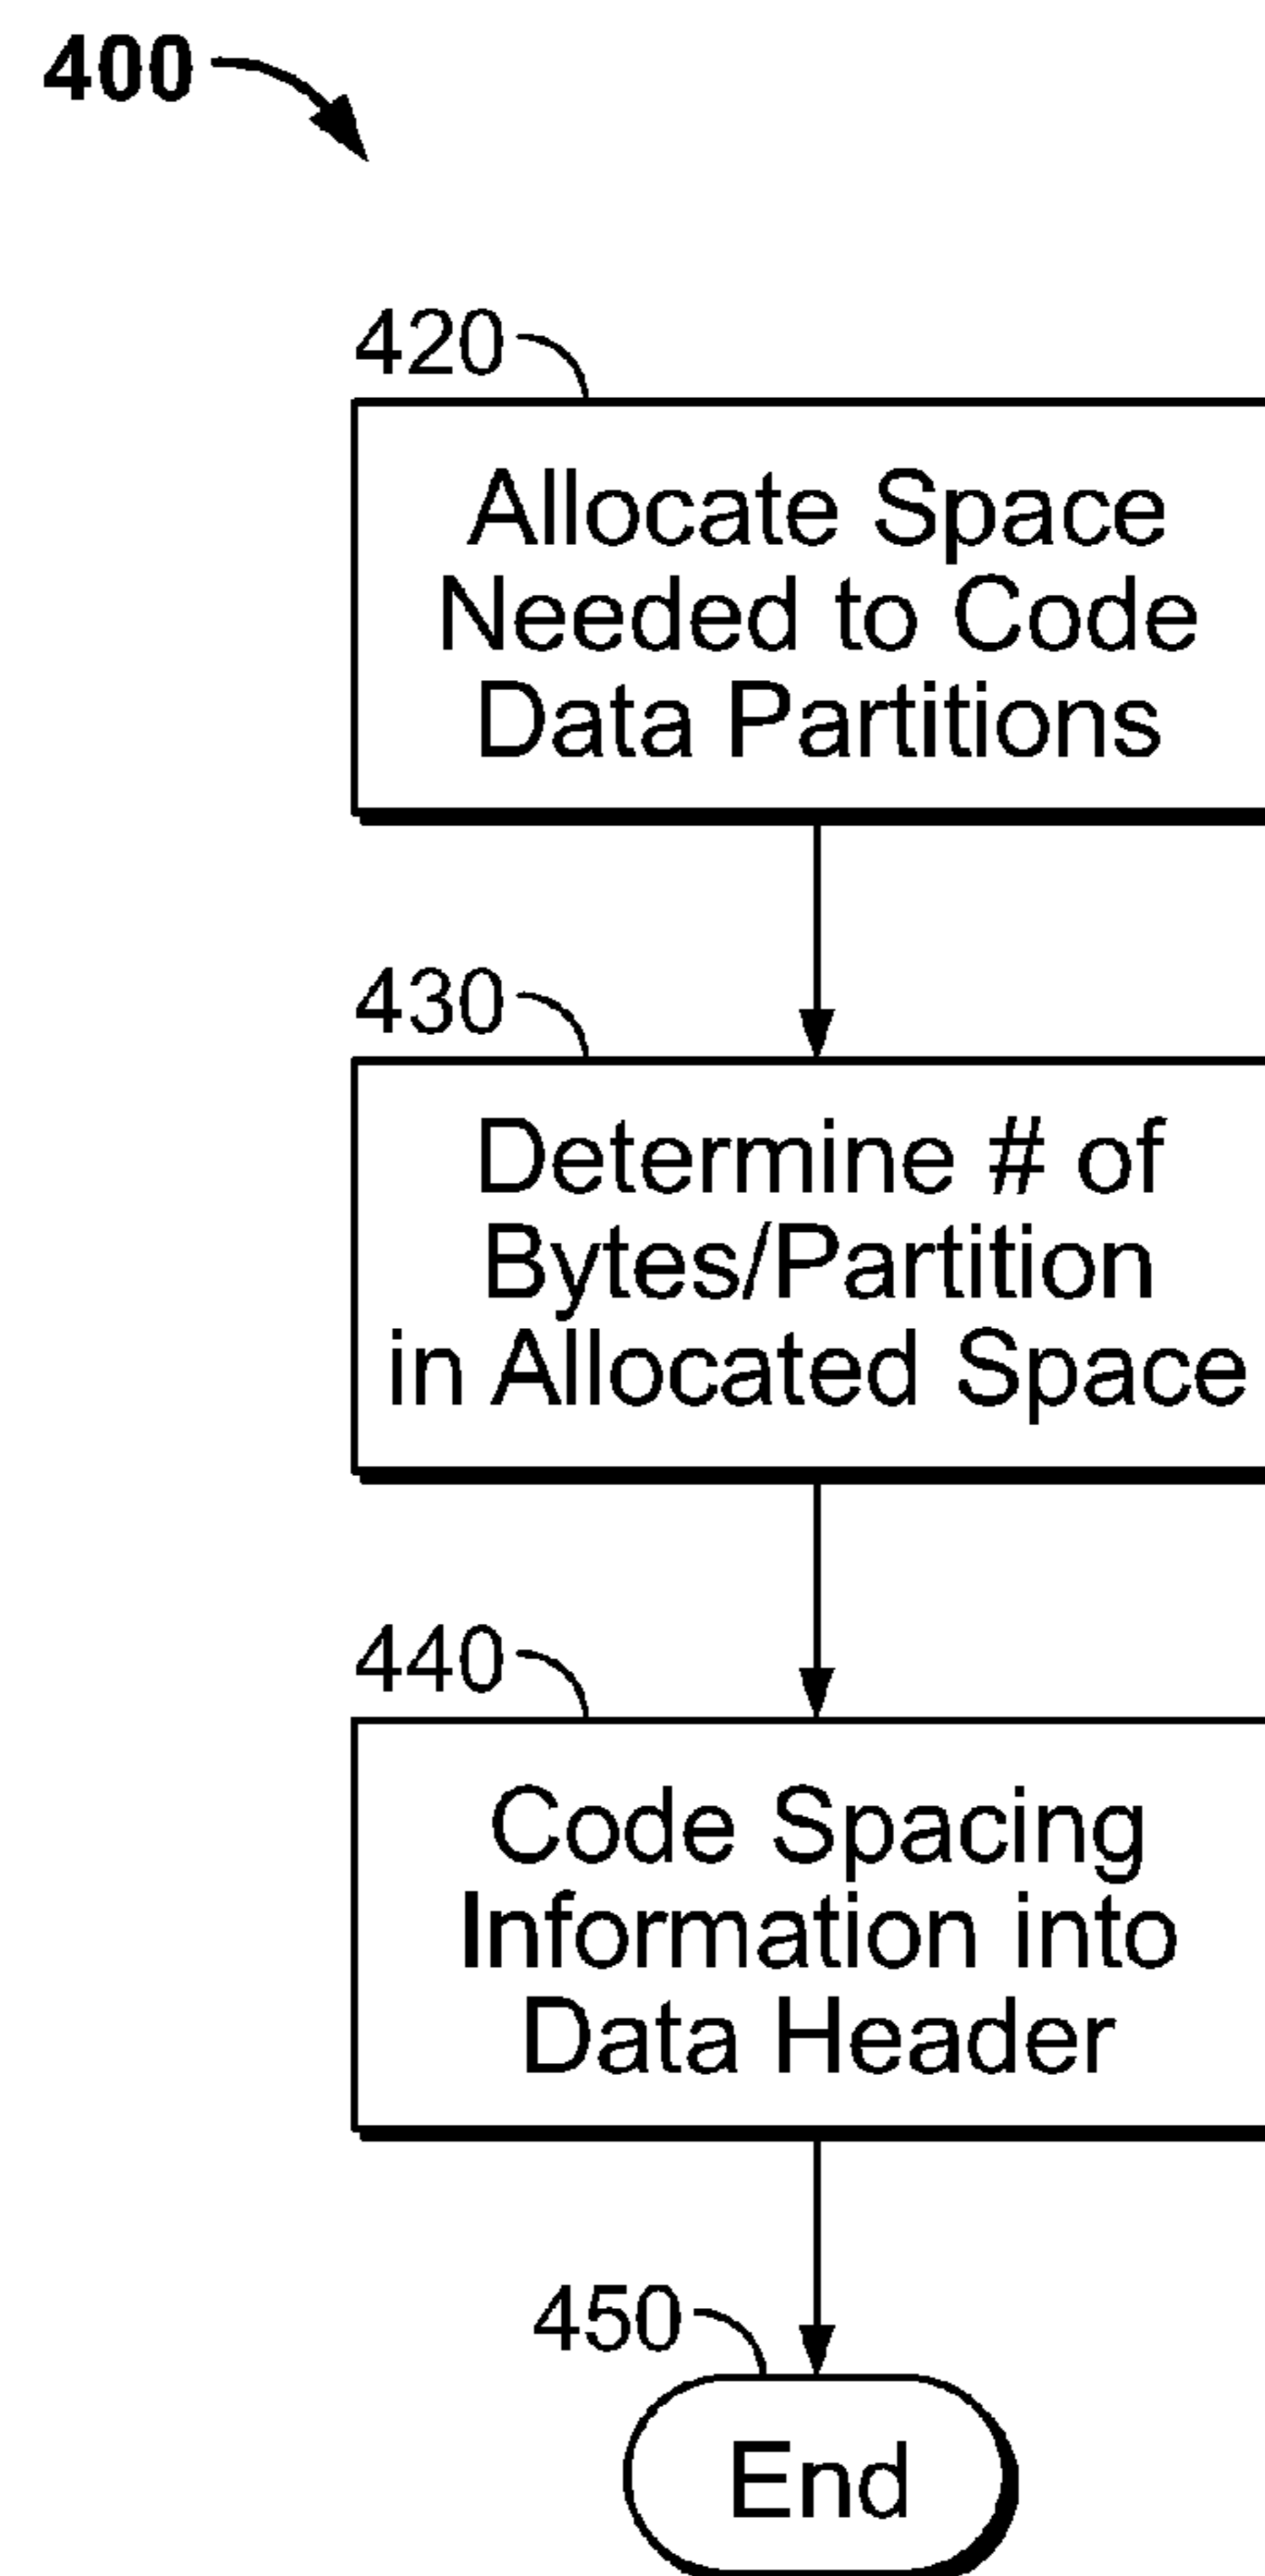 400
420
Allocate Space
Needed to Code
Data Partitions
430
Determine # of
Bytes/Partition
in Allocated Space
440
Code Spacing
Information into
Data Header
450
End